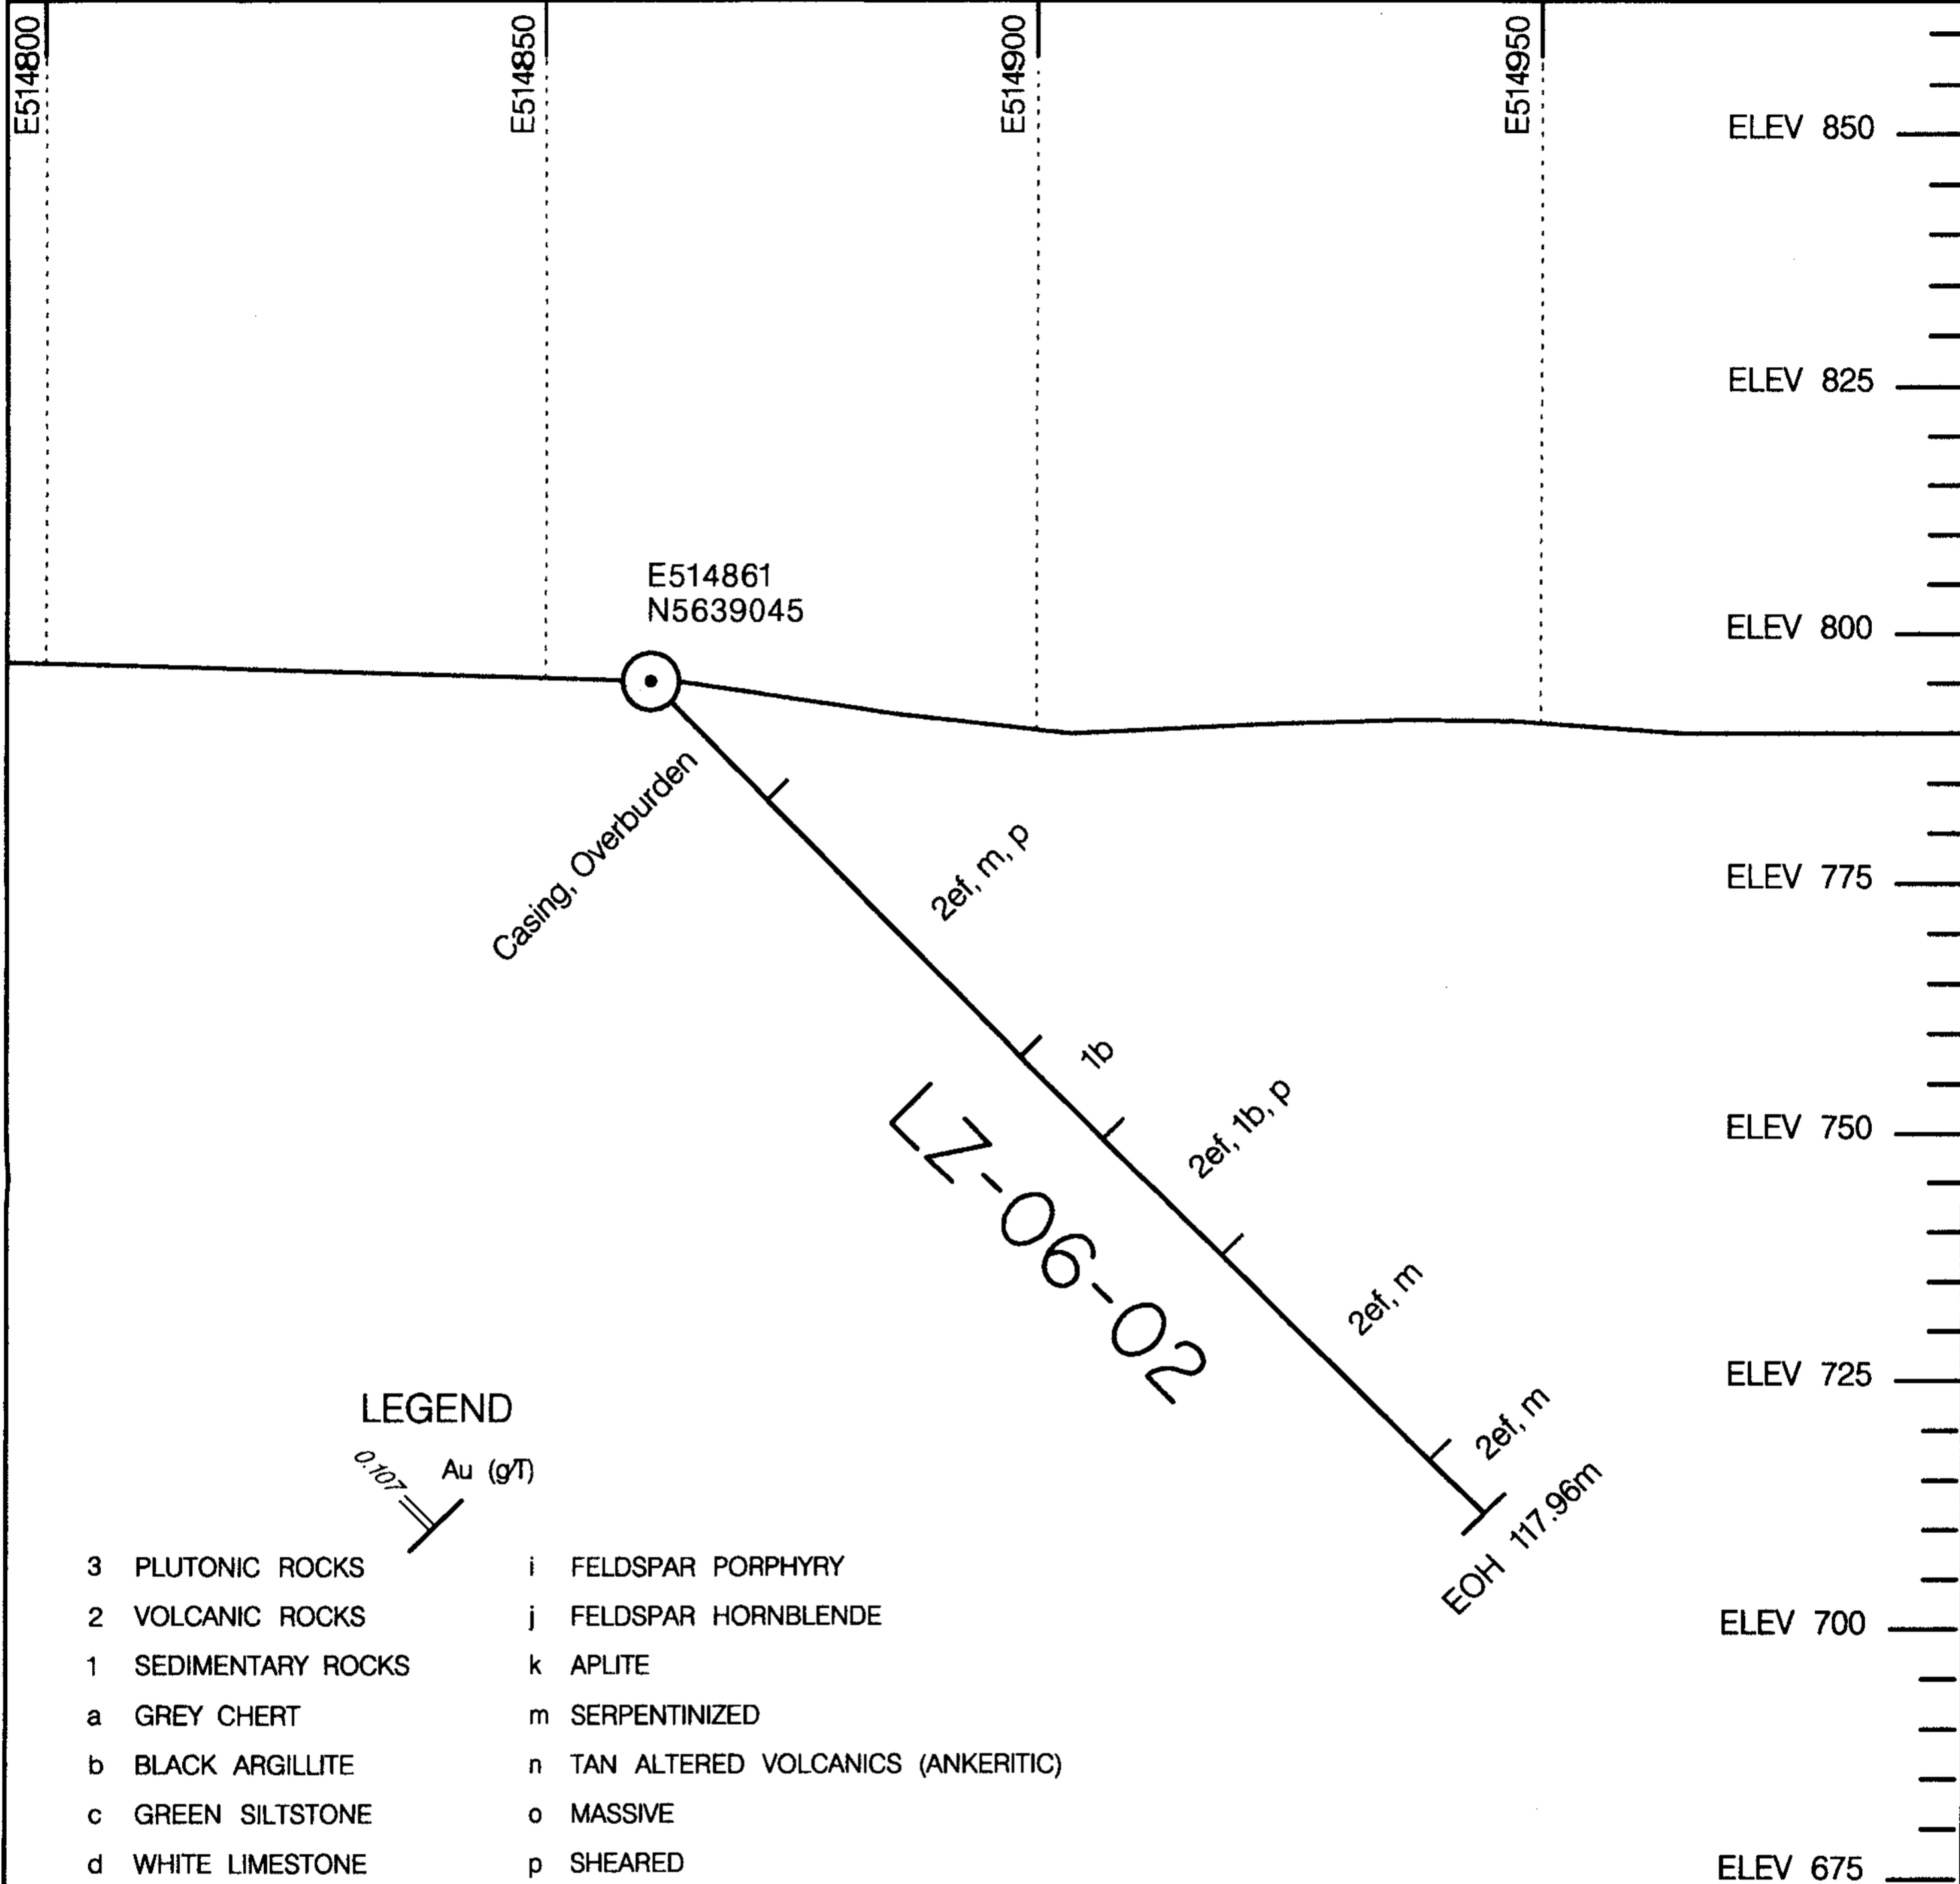 E514800
E514850
E514900
E514950
ELEV 850
ELEV 825
E514861
N5639045
ELEV 800
Casing, Overburden
2ef, m, p
ELEV 775
1b
2ef, 1b, p
ELEV 750
LZ-06-02
2ef, m
ELEV 725
2ef, m
EOH 117.96m
ELEV 700
ELEV 675
LEGEND
0.107 Au (g/T)
3 PLUTONIC ROCKS
2 VOLCANIC ROCKS
1 SEDIMENTARY ROCKS
a GREY CHERT
b BLACK ARGILLITE
c GREEN SILTSTONE
d WHITE LIMESTONE
i FELDSPAR PORPHYRY
j FELDSPAR HORNBLENDE
k APLITE
m SERPENTINIZED
n TAN ALTERED VOLCANICS (ANKERITIC)
o MASSIVE
p SHEARED